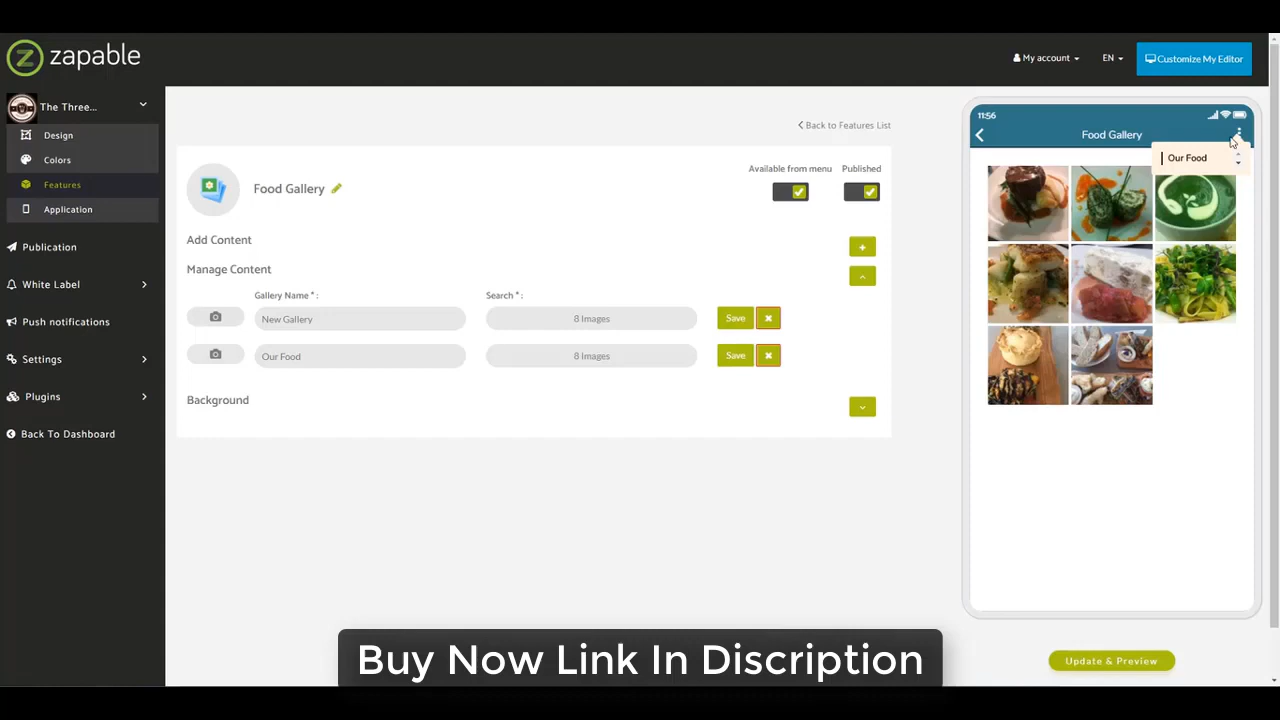 zapable
My account
EN
Customize My Editor
The Three...
Design
Colors
Features
Application
Publication
White Label
Push notifications
Settings
Plugins
Back To Dashboard
Back to Features List
Food Gallery
Available from menu
Published
Add Content
Manage Content
Gallery Name * :
Search * :
New Gallery
8 Images
Save
Our Food
8 Images
Save
Background
11:56
Food Gallery
Our Food
Update & Preview
Buy Now Link In Discription